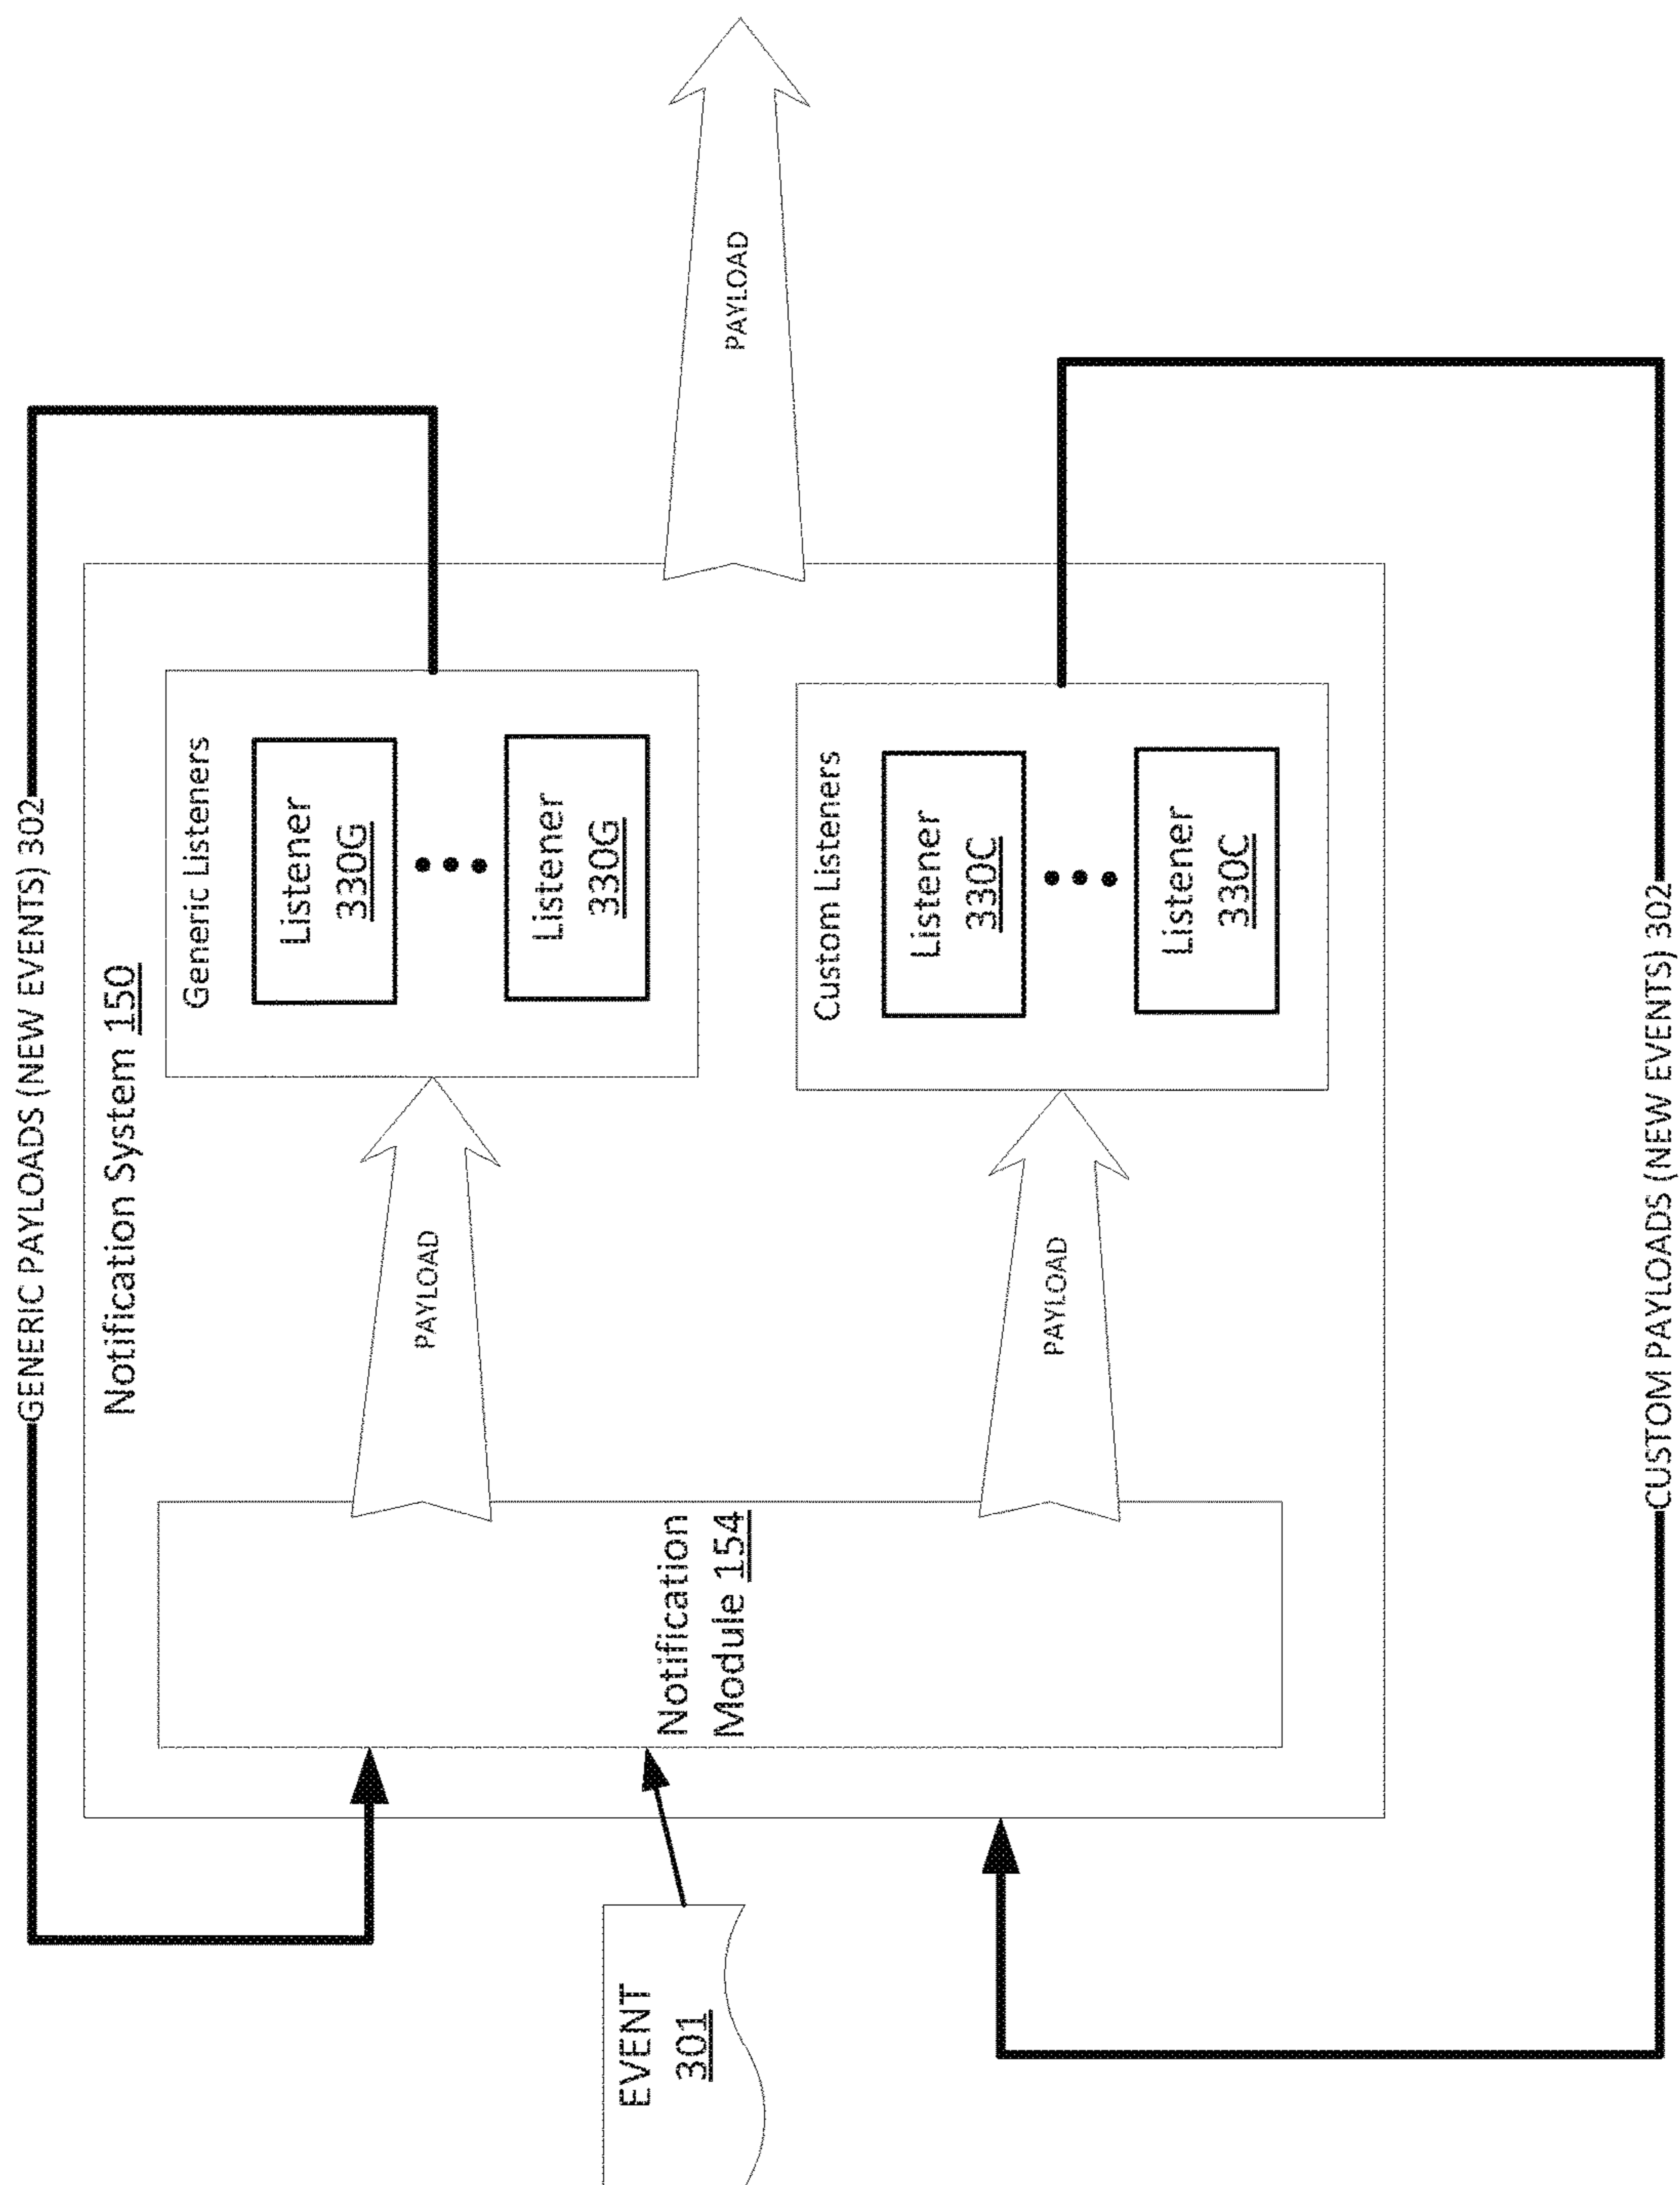 GENERIC PAYLOADS (NEW EVENTS) 302
Notification System 150
Generic Listeners
Listener
330G
Listener
330G
PAYLOAD
PAYLOAD
EVENT
301
Notification
Module 154
Custom Listeners
Listener
330C
Listener
330C
PAYLOAD
CUSTOM PAYLOADS (NEW EVENTS) 302